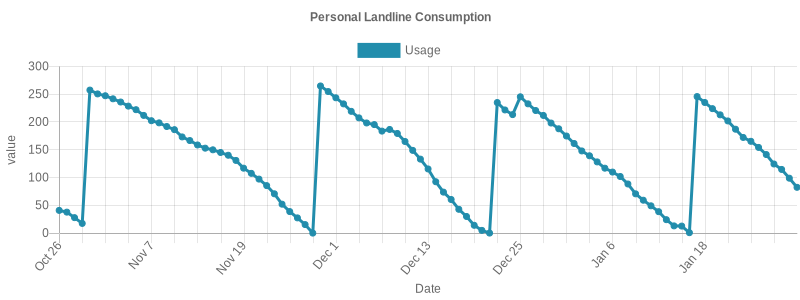 Personal Landline Consumption
Usage
300
250
200
150
100
50
0
value
Oct 26
Nov 7
Nov 19
Dec 1
Dec 13
Dec 25
Jan 6
Jan 18
Date